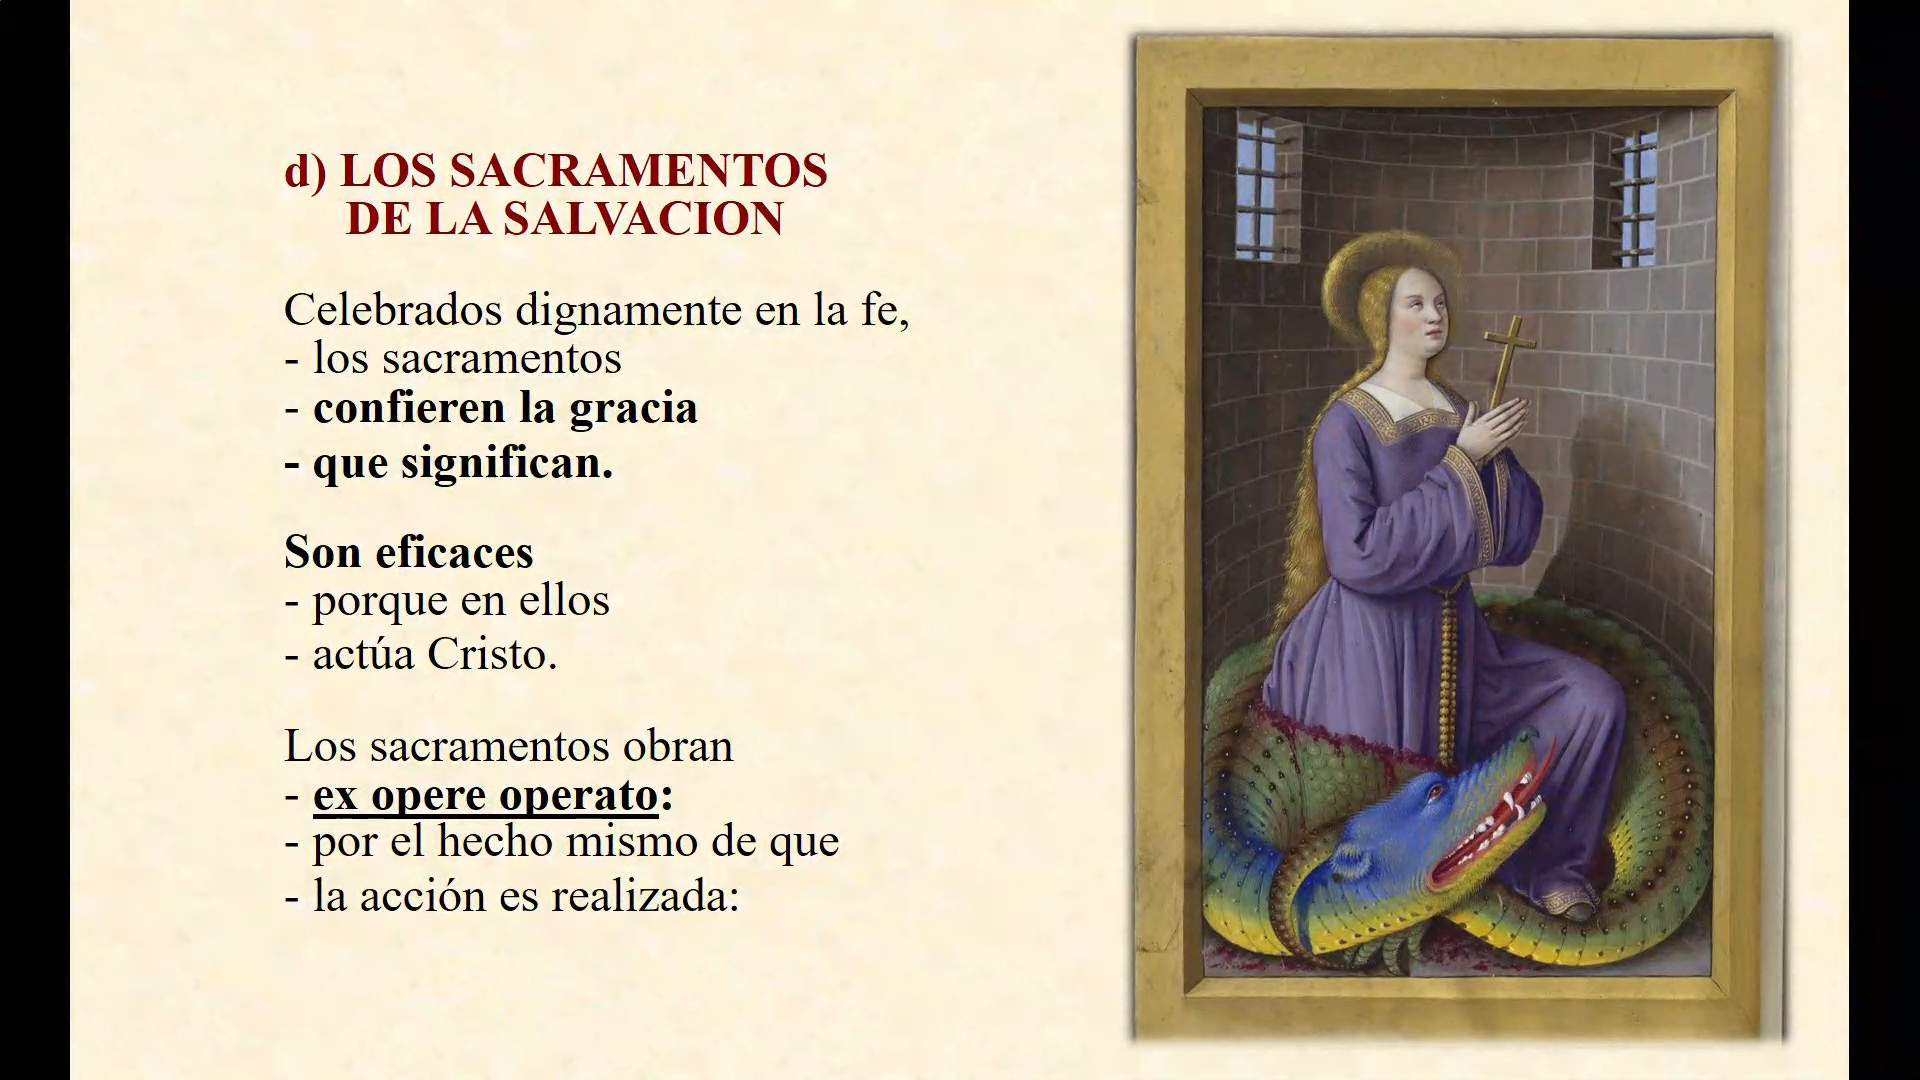 d) LOS SACRAMENTOS
DE LA SALVACION
Celebrados dignamente en la fe,
- los sacramentos
- confieren la gracia
- que significan.
Son eficaces
- porque en ellos
- actúa Cristo.
Los sacramentos obran
- ex opere operato:
- por el hecho mismo de que
- la acción es realizada: